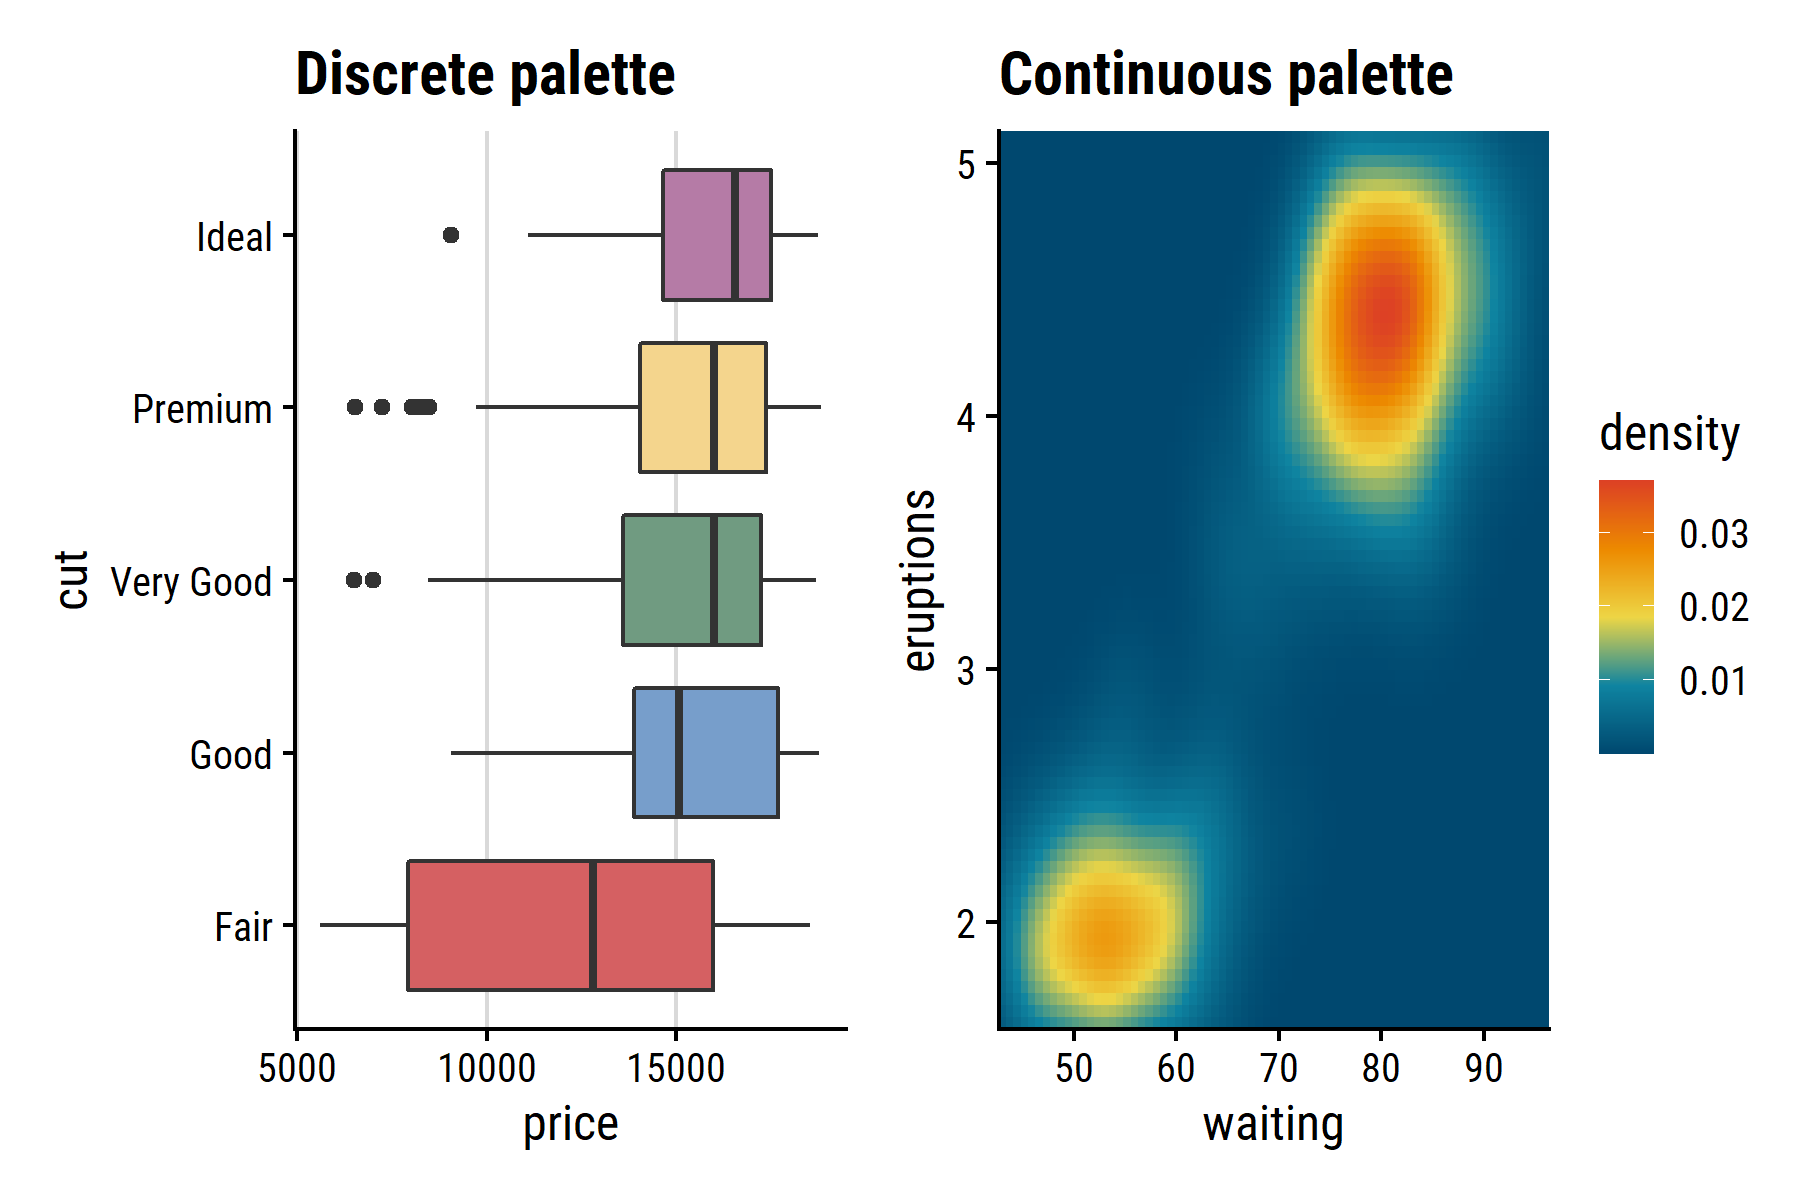 Discrete palette
cut
Ideal
Premium
Very Good
Good
Fair
5000 10000 15000
price
Continuous palette
eruptions
5
4
3
2
50 60 70 80 90
waiting
density
0.03
0.02
0.01